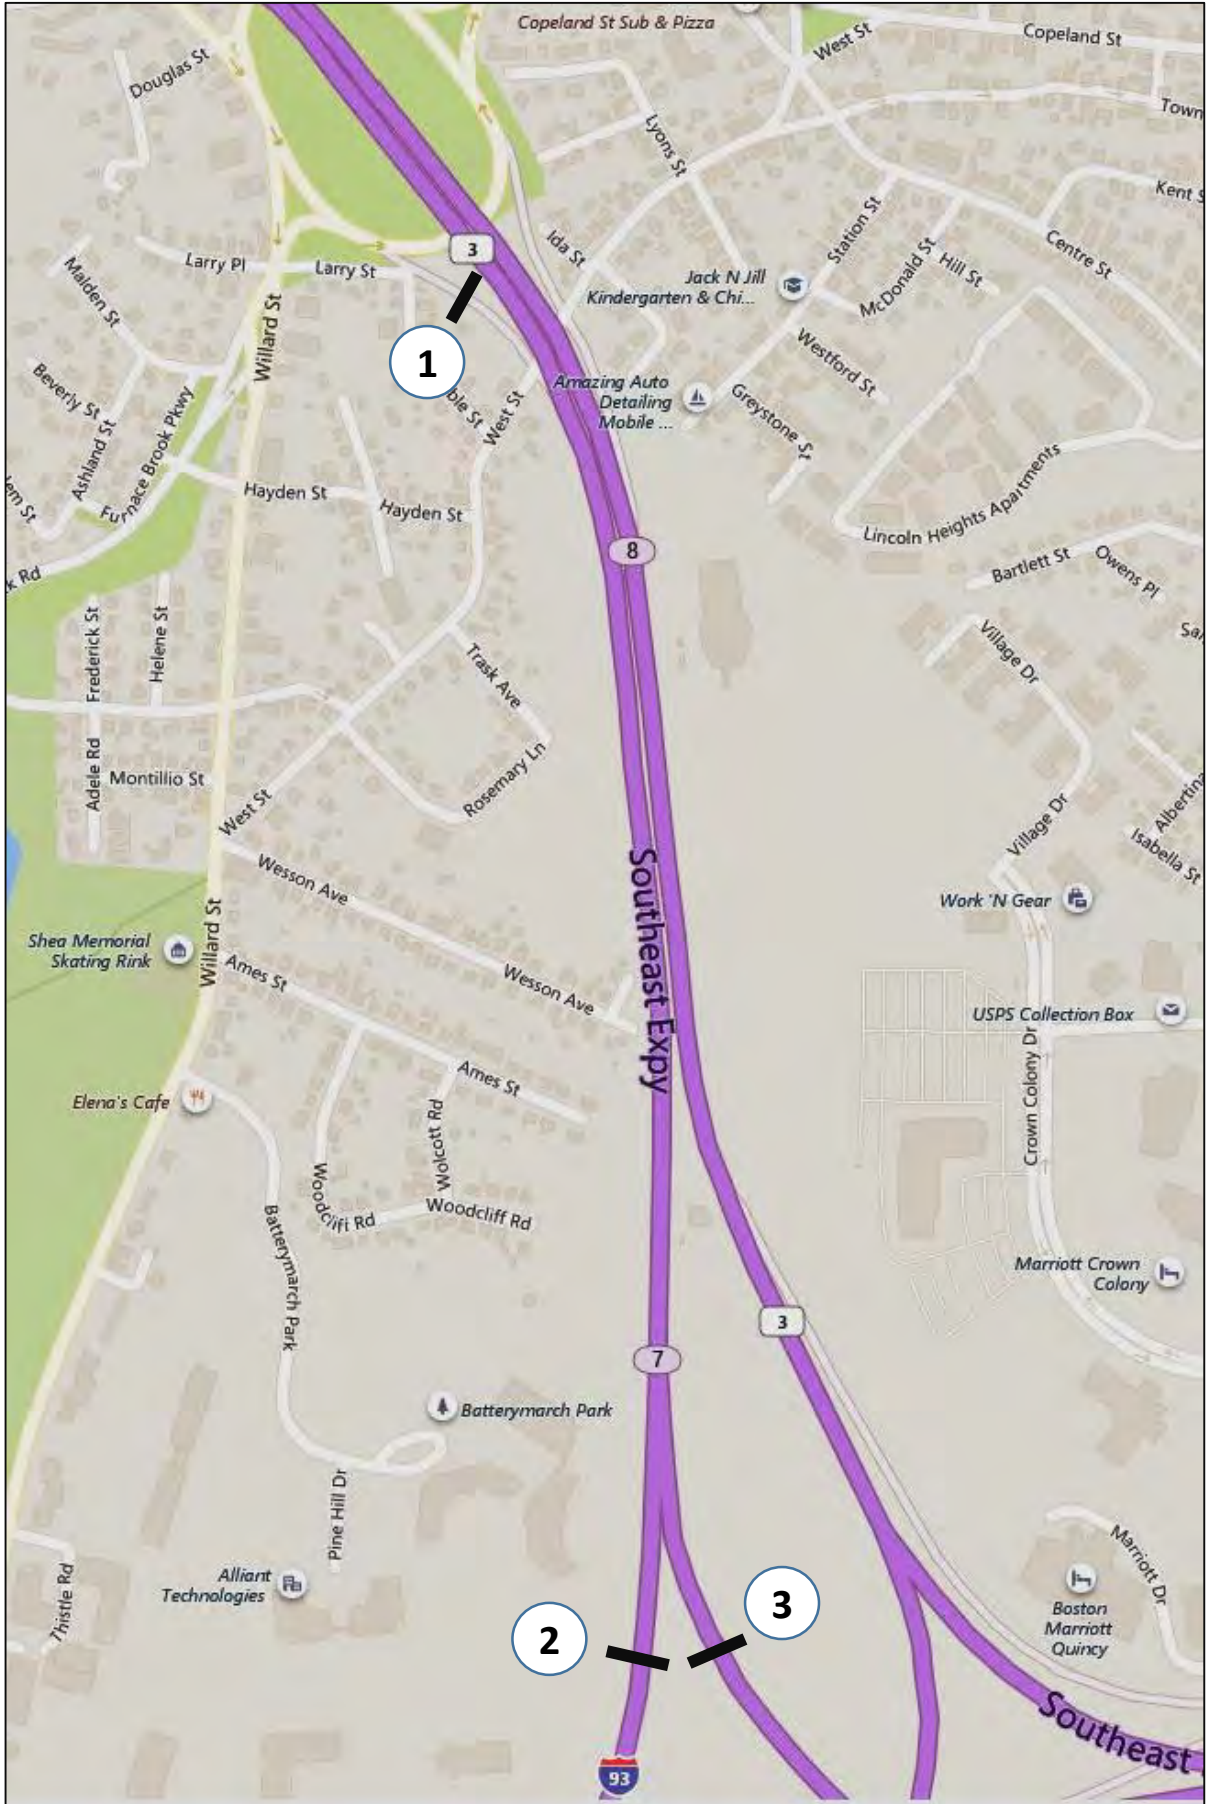 Copeland St Sub & Pizza
West St
Copeland St
Douglas St
Town
Lyons St
Kent S
Station St
Ida St
Centre St
McDonald St
Hill St
Larry Pl
Larry St
3
Malden St
Jack N Jill
Kindergarten & Chi...
Willard St
1
Westford St
Beverly St
ble St
West St
Amazing Auto
Detailing
Mobile ...
Greystone St
Ashland St
Furnace Brook Pkwy
lem St
Hayden St
Hayden St
Lincoln Heights Apartments
8
Bartlett St
Owens Pl
k Rd
Frederick St
Helene St
Village Dr
Sal
Trask Ave
Adele Rd
Montillio St
Rosemary Ln
West St
Village Dr
Albertina
Isabella St
Wesson Ave
Southeast Expy
Work 'N Gear
Shea Memorial
Skating Rink
Willard St
Ames St
Wesson Ave
USPS Collection Box
Crown Colony Dr
Elena's Cafe
Ames St
Wolcott Rd
Woodcliff Rd
Woodcliff Rd
Batterymarch Park
Marriott Crown
Colony
3
7
Batterymarch Park
Pine Hill Dr
Marriott Dr
Alliant
Technologies
Thistle Rd
2
3
Boston
Marriott
Quincy
Southeast
93